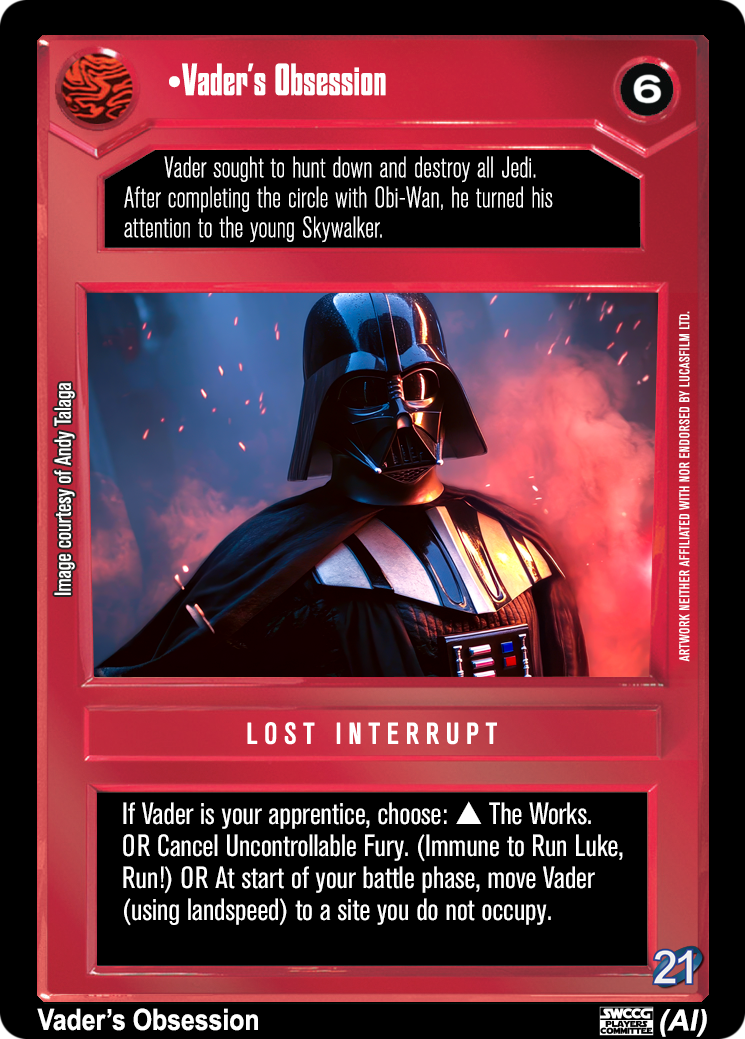 •Vader's Obsession
6
Vader sought to hunt down and destroy all Jedi.
After completing the circle with Obi-Wan, he turned his
attention to the young Skywalker.
Image courtesy of Andy Talaga
ARTWORK NEITHER AFFILIATED WITH NOR ENDORSED BY LUCASFILM LTD.
LOST INTERRUPT
If Vader is your apprentice, choose: ▲ The Works.
OR Cancel Uncontrollable Fury. (Immune to Run Luke,
Run!) OR At start of your battle phase, move Vader
(using landspeed) to a site you do not occupy.
21
Vader's Obsession
SWCCG
PLAYERS
COMMITTEE
(AI)